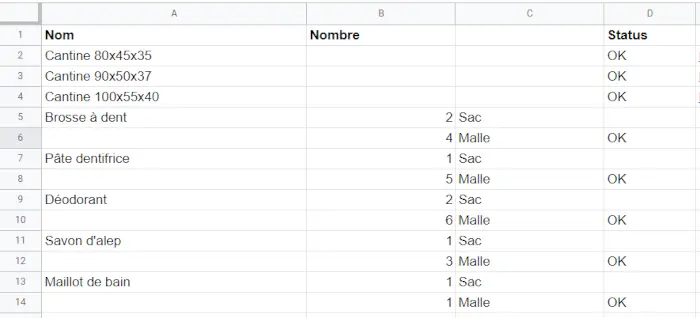 A B C D
1 Nom Nombre Status
2 Cantine 80x45x35 OK
3 Cantine 90x50x37 OK
4 Cantine 100x55x40 OK
5 Brosse à dent 2 Sac
6 4 Malle OK
7 Pâte dentifrice 1 Sac
8 5 Malle OK
9 Déodorant 2 Sac
10 6 Malle OK
11 Savon d'alep 1 Sac
12 3 Malle OK
13 Maillot de bain 1 Sac
14 1 Malle OK